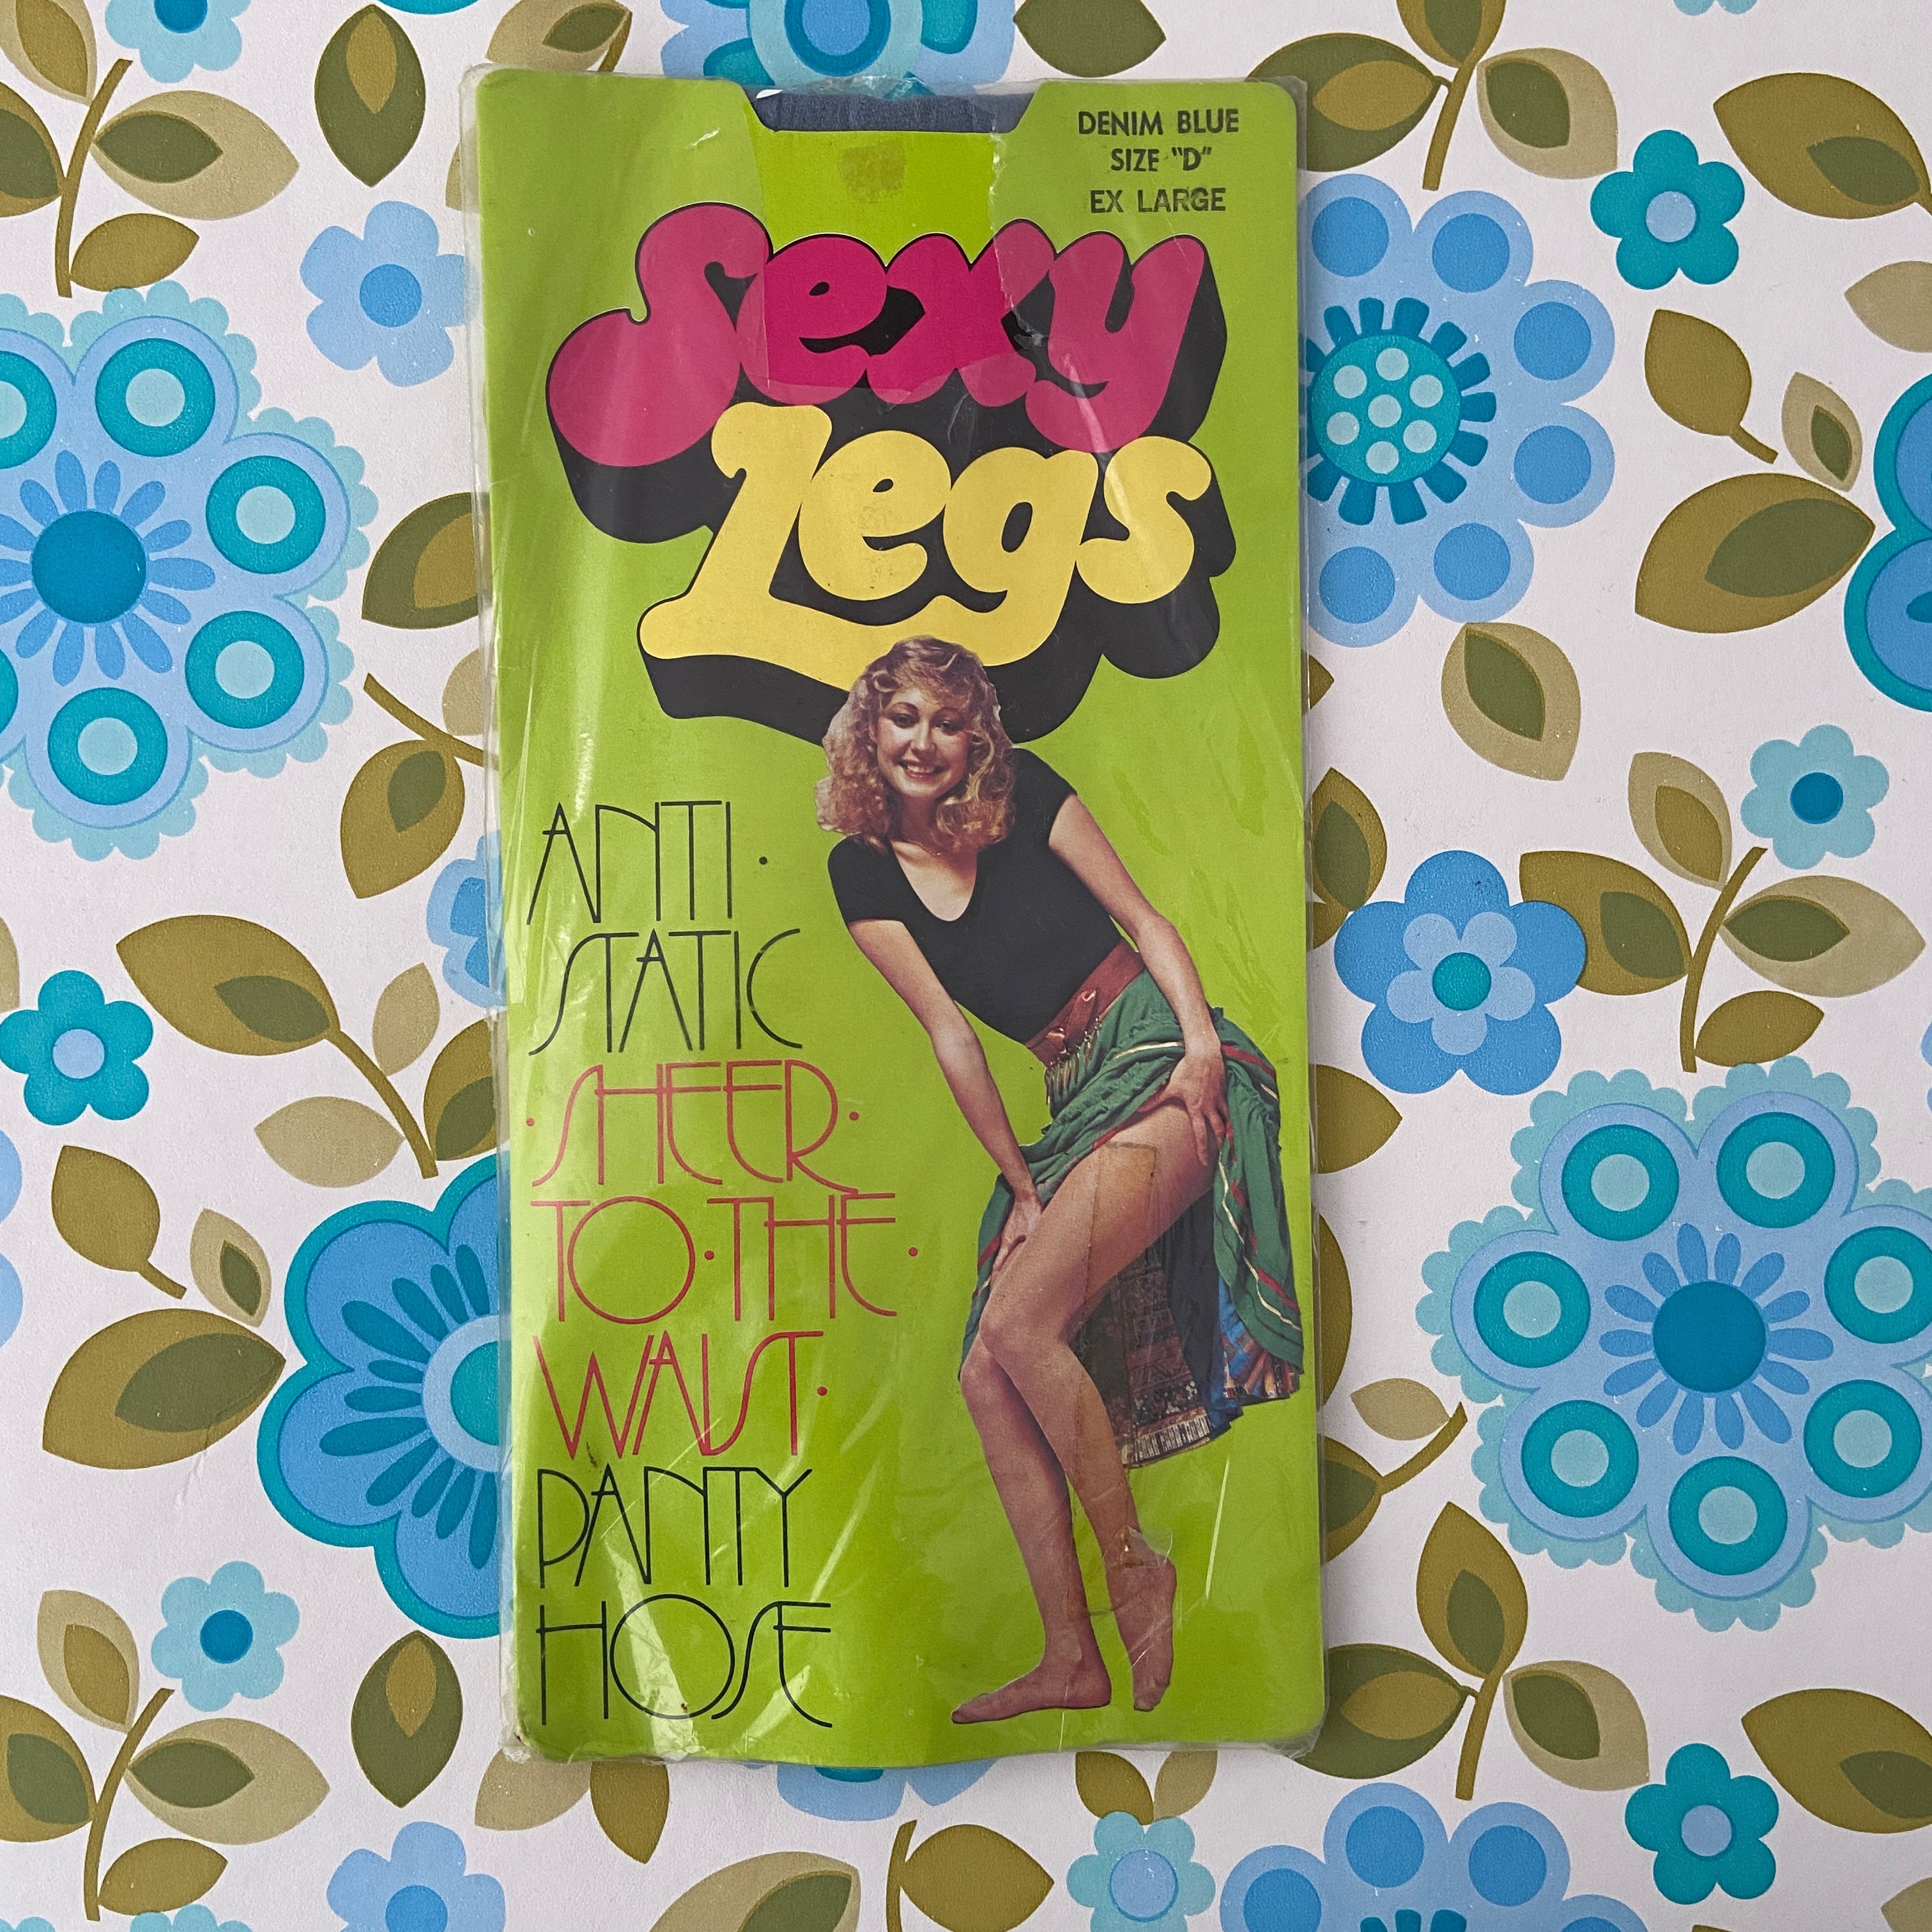 DENIM BLUE
SIZE "D"
EX LARGE
Sexy
Legs
ANTI·
STATIC
·SHEER·
TO·THE·
WAIST·
PANTY
HOSE